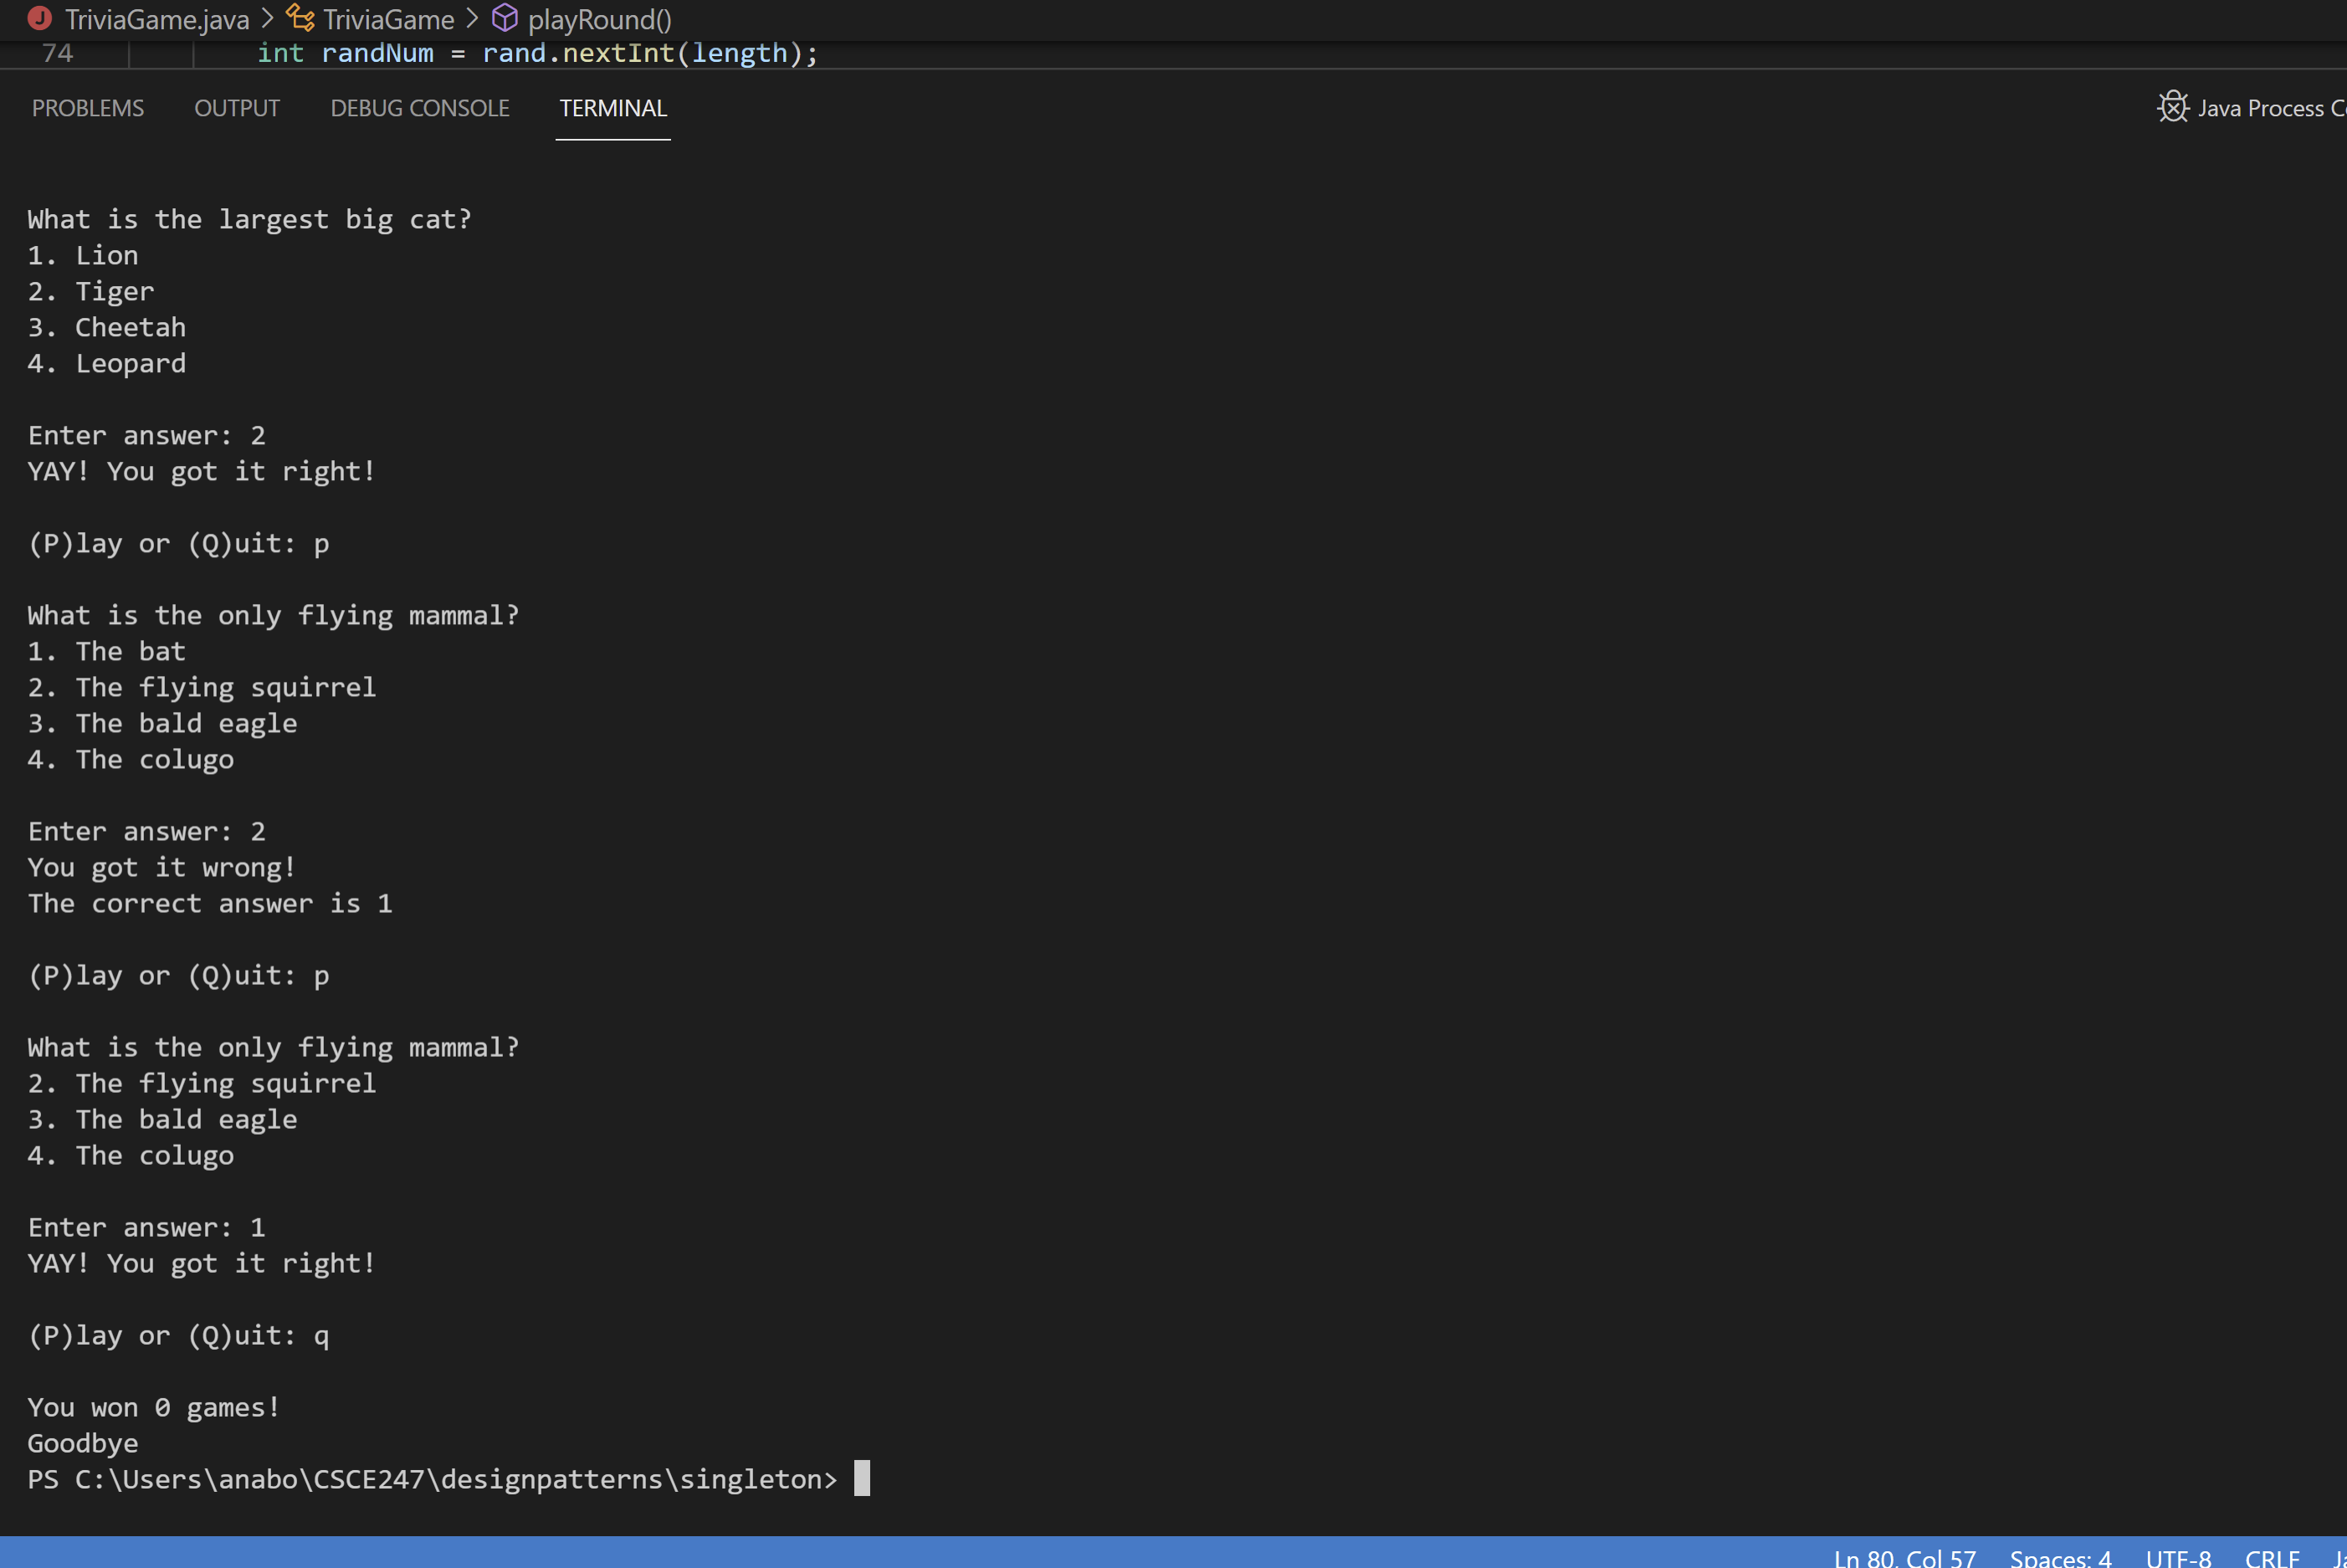 TriviaGame.java > TriviaGame > playRound()
74 int randNum = rand.nextInt(length);
PROBLEMS OUTPUT DEBUG CONSOLE TERMINAL Java Process
What is the largest big cat?
1. Lion
2. Tiger
3. Cheetah
4. Leopard
Enter answer: 2
YAY! You got it right!
(P)lay or (Q)uit: p
What is the only flying mammal?
1. The bat
2. The flying squirrel
3. The bald eagle
4. The colugo
Enter answer: 2
You got it wrong!
The correct answer is 1
(P)lay or (Q)uit: p
What is the only flying mammal?
2. The flying squirrel
3. The bald eagle
4. The colugo
Enter answer: 1
YAY! You got it right!
(P)lay or (Q)uit: q
You won 0 games!
Goodbye
PS C:\Users\anabo\CSCE247\designpatterns\singleton>
Ln 80, Col 57 Spaces: 4 UTF-8 CRLF